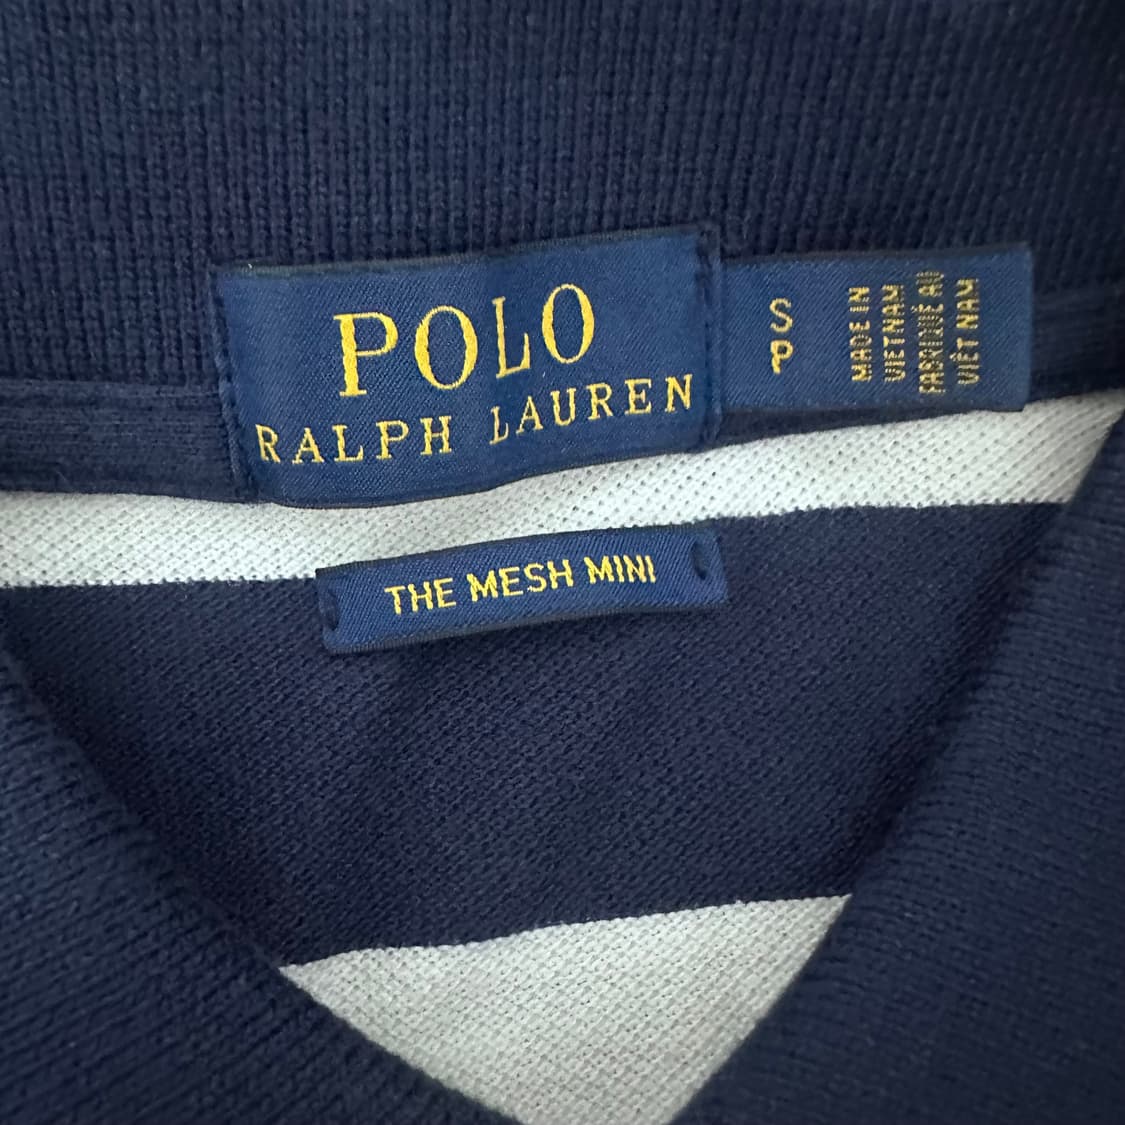 POLO
RALPH LAUREN
S
P
MADE IN
VIETNAM
FABRIQUÉ AU
VIÊT NAM
THE MESH MINI